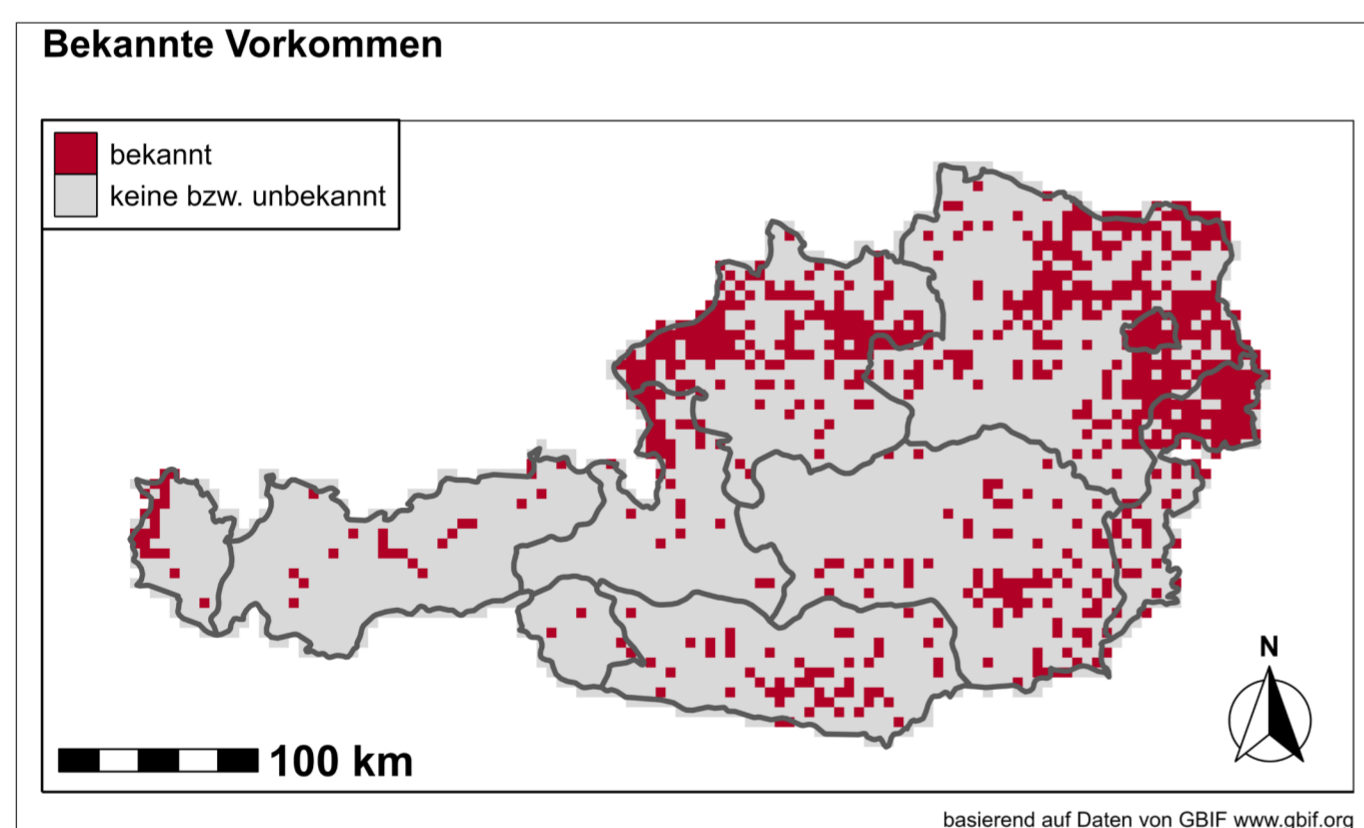 Bekannte Vorkommen
bekannt
keine bzw. unbekannt
N
100 km
basierend auf Daten von GBIF www.gbif.org